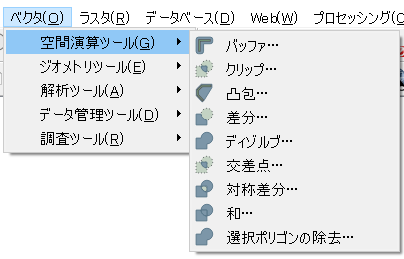 ベクタ(O) ラスタ(R) データベース(D) Web(W) プロセッシング(C
空間演算ツール(G)
ジオメトリツール(E)
解析ツール(A)
データ管理ツール(D)
調査ツール(R)
バッファ…
クリップ…
凸包…
差分…
ディゾルブ…
交差点…
対称差分…
和…
選択ポリゴンの除去…